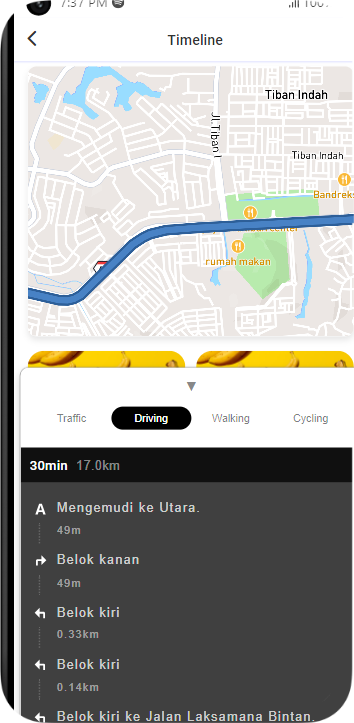 7:37 PM
Timeline
Tiban Indah
Jl.Tiban I
Tiban Indah
Bandreks
rumah makan
Traffic
Driving
Walking
Cycling
30min 17.0km
A Mengemudi ke Utara.
49m
Belok kanan
49m
Belok kiri
0.33km
Belok kiri
0.14km
Belok kiri ke Jalan Laksamana Bintan.